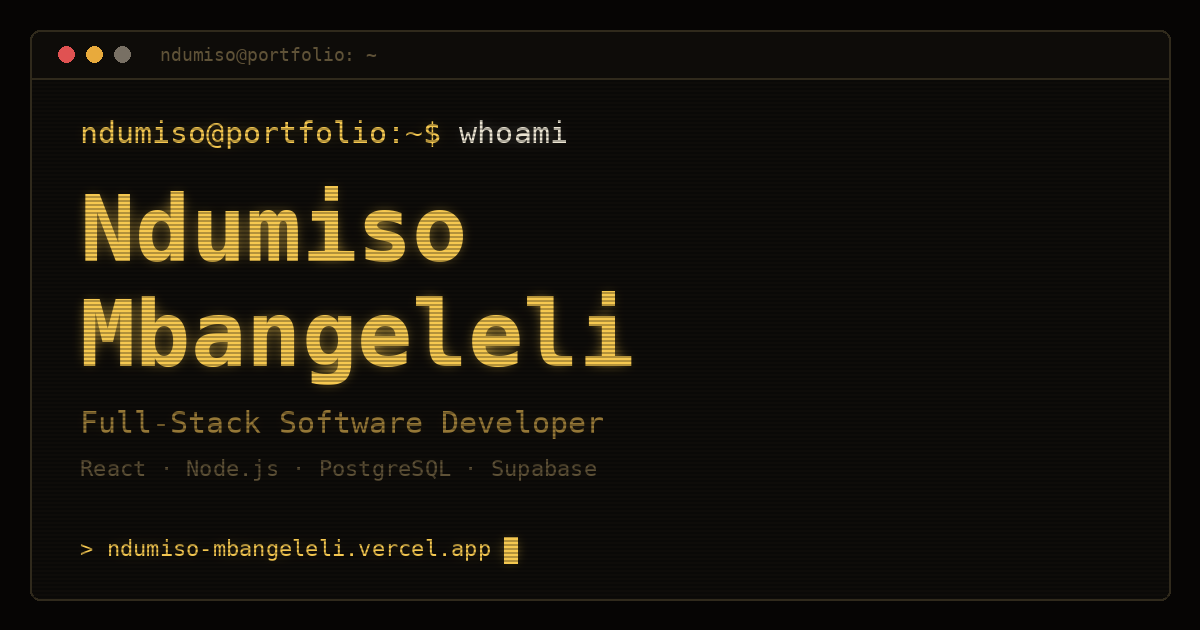 ndumiso@portfolio: ~
ndumiso@portfolio:~$ whoami
Ndumiso
Mbangeleli
Full-Stack Software Developer
React · Node.js · PostgreSQL · Supabase
> ndumiso-mbangeleli.vercel.app